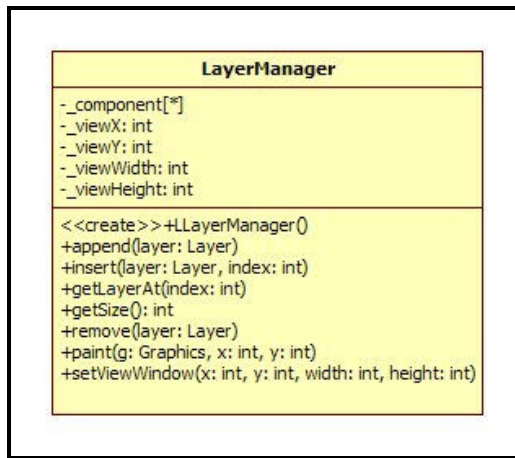 LayerManager
-_component[*]
-_viewX: int
-_viewY: int
-_viewWidth: int
-_viewHeight: int
<<create>>+LLayerManager()
+append(layer: Layer)
+insert(layer: Layer, index: int)
+getLayerAt(index: int)
+getSize(): int
+remove(layer: Layer)
+paint(g: Graphics, x: int, y: int)
+setViewWindow(x: int, y: int, width: int, height: int)